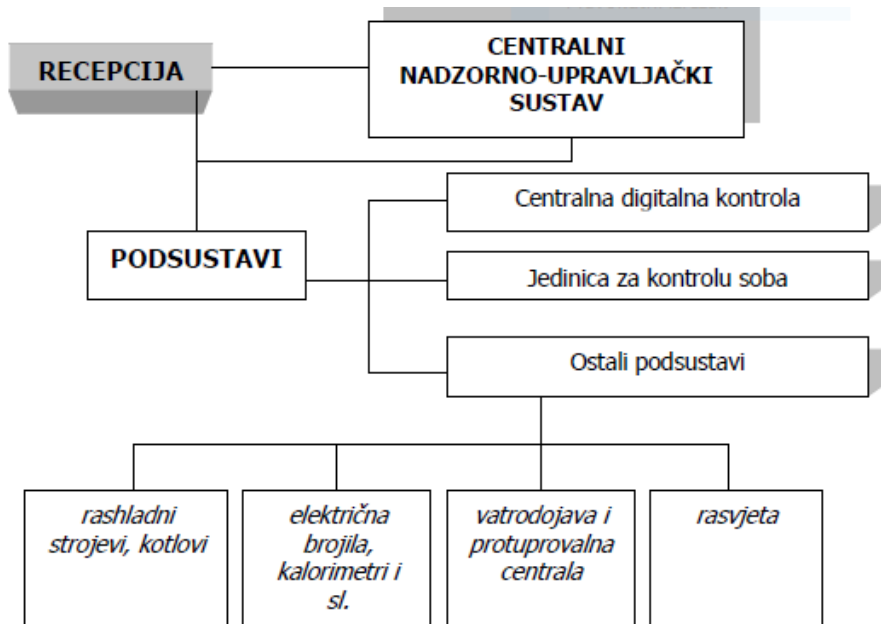 RECEPCIJA
CENTRALNI
NADZORNO-UPRAVLJAČKI
SUSTAV
Centralna digitalna kontrola
PODSUSTAVI
Jedinica za kontrolu soba
Ostali podsustavi
rashladni
strojevi, kotlovi
električna
brojila,
kalorimetri i
sl.
vatrodojava i
protuprovalna
centrala
rasvjeta